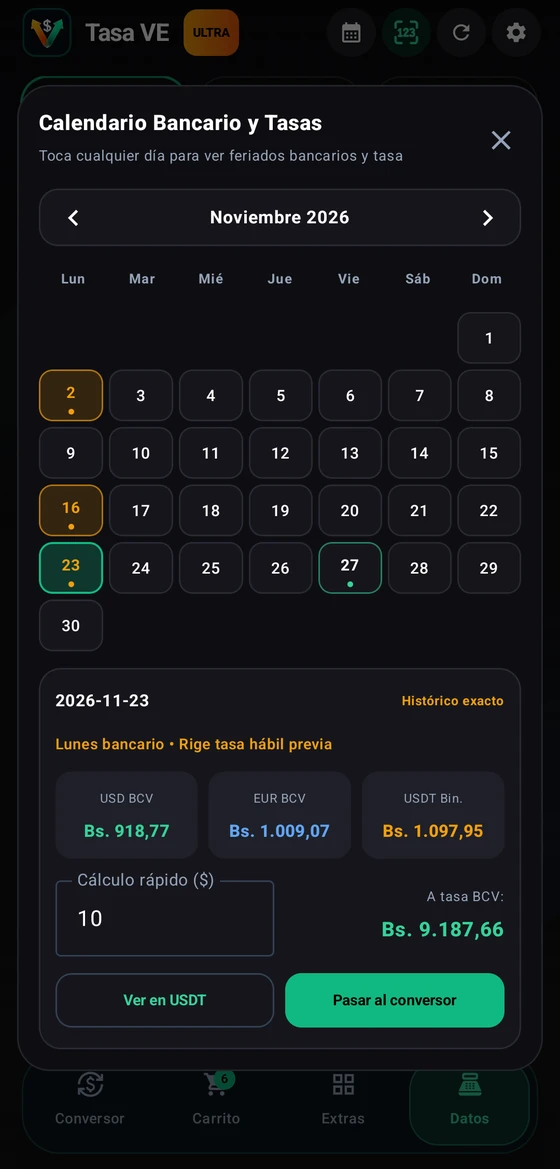 Tasa VE ULTRA 123
Calendario Bancario y Tasas
Toca cualquier día para ver feriados bancarios y tasa
Noviembre 2026
Lun Mar Mié Jue Vie Sáb Dom
1
2 3 4 5 6 7 8
9 10 11 12 13 14 15
16 17 18 19 20 21 22
23 24 25 26 27 28 29
30
2026-11-23 Histórico exacto
Lunes bancario • Rige tasa hábil previa
USD BCV EUR BCV USDT Bin.
Bs. 918,77 Bs. 1.009,07 Bs. 1.097,95
Cálculo rápido ($)
A tasa BCV:
10
Bs. 9.187,66
Ver en USDT Pasar al conversor
6
Conversor Carrito Extras Datos